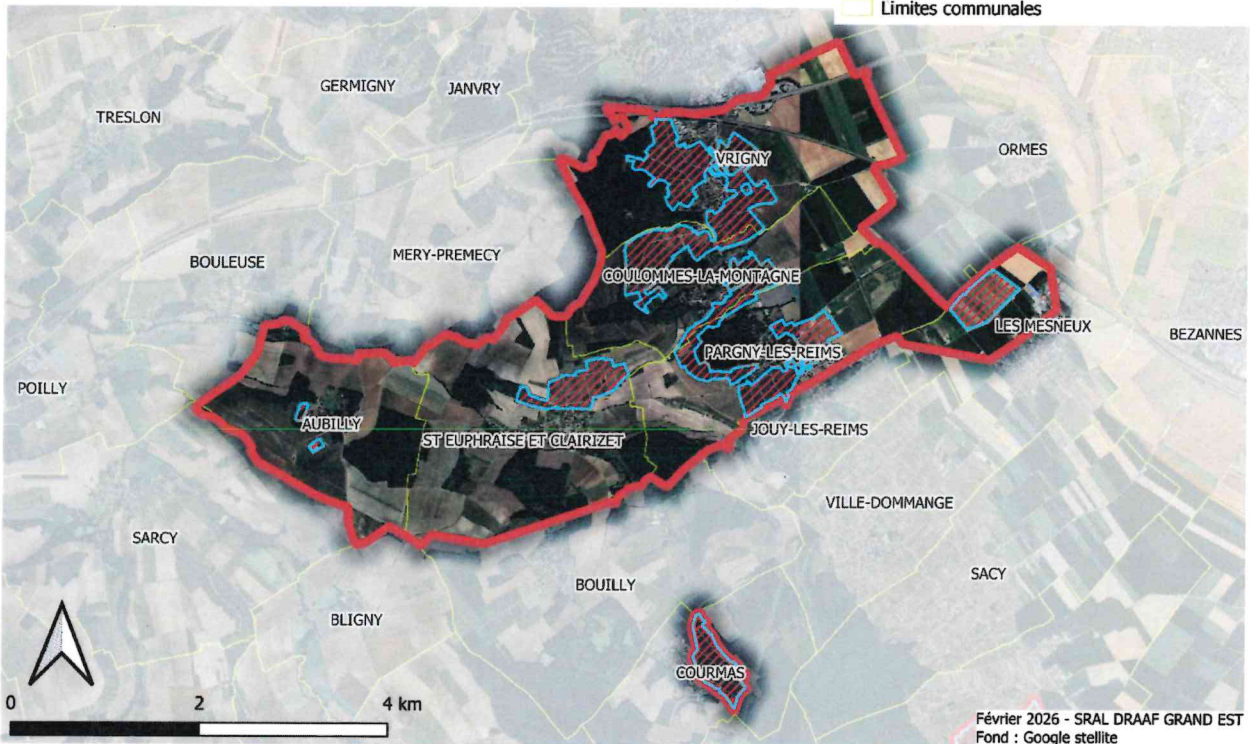 Limites communales
GERMIGNY
JANVRY
TRESLON
ORMES
VRIGNY
MERY-PREMECY
BOULEUSE
COULOMMES-LA-MONTAGNE
LES MESNEUX
BEZANNES
PARGNY-LES-REIMS
POILLY
AUBILLY
ST EUPHRAISE ET CLAIRIZET
JOUY-LES-REIMS
VILLE-DOMMANGE
SARCY
SACY
BOUILLY
BLIGNY
COURMAS
0 2 4 km
Février 2026 - SRAL DRAAF GRAND EST
Fond : Google stellite